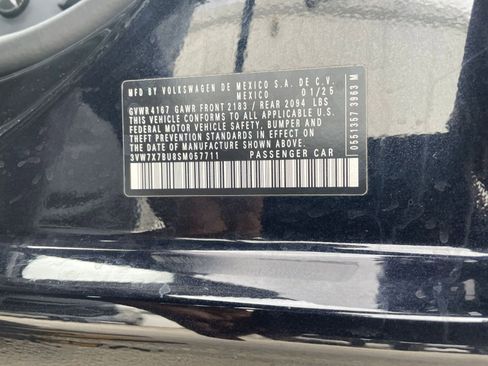 MFD BY VOLKSWAGEN DE MEXICO S.A. DE C.V.
MEXICO 01/25
GVWR 4167 GAWR FRONT 2183 / REAR 2094 LBS
THIS VEHICLE CONFORMS TO ALL APPLICABLE U.S.
FEDERAL MOTOR VEHICLE SAFETY, BUMPER AND
THEFT PREVENTION STANDARDS IN EFFECT ON
THE DATE OF MANUFACTURE SHOWN ABOVE.
3VW7X7BU8SM057711 PASSENGER CAR
0551357 3963 M